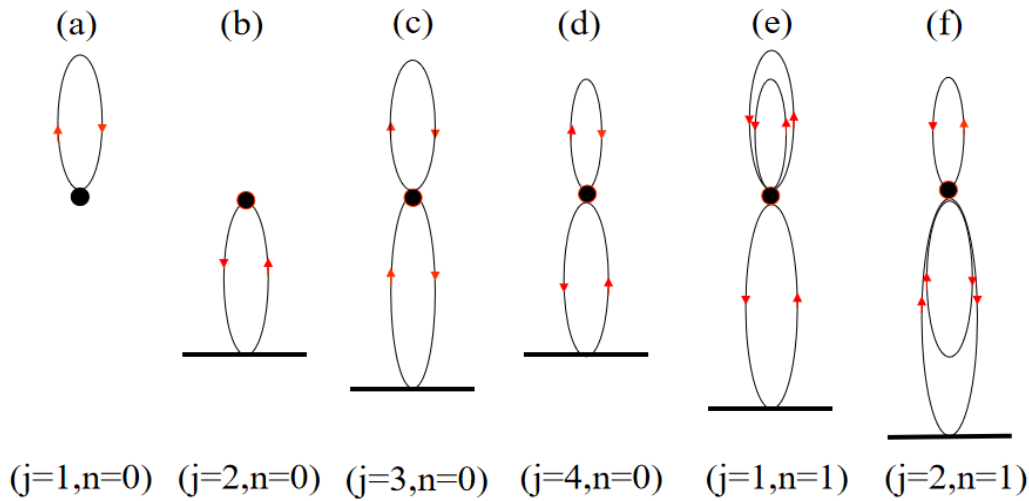 (a) (b) (c) (d) (e) (f)
(j=1,n=0) (j=2,n=0) (j=3,n=0) (j=4,n=0) (j=1,n=1) (j=2,n=1)